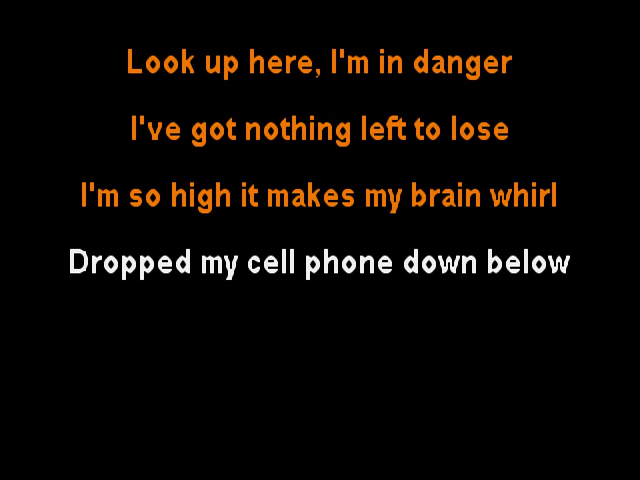 Look up here, I'm in danger
I've got nothing left to lose
I'm so high it makes my brain whirl
Dropped my cell phone down below